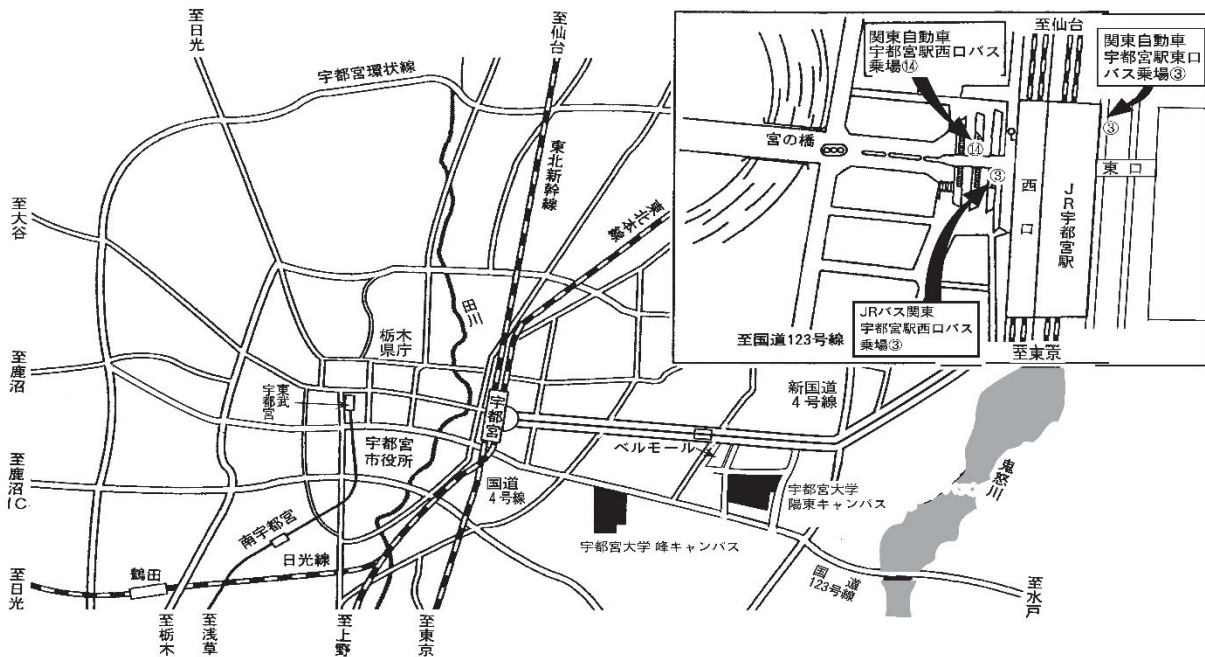 至日光
至仙台
宇都宮環状線
東北新幹線
東北本線
至大谷
田川
栃木
県庁
至鹿沼
東武
宇都宮
宇都宮
宇都宮
市役所
新国道
4号線
ベルモール
至鹿沼IC
国道
4号線
宇都宮大学
陽東キャンパス
鬼怒川
南宇都宮
宇都宮大学 峰キャンパス
日光線
鶴田
国道
123号線
至日光
至栃木
至浅草
至上野
至東京
至水戸
関東自動車
宇都宮駅西口バス
乗場⑭
至仙台
関東自動車
宇都宮駅東口
バス乗場③
宮の橋
⑭
③
③
西口
JR宇都宮駅
東口
JRバス関東
宇都宮駅西口バス
乗場③
至国道123号線
至東京